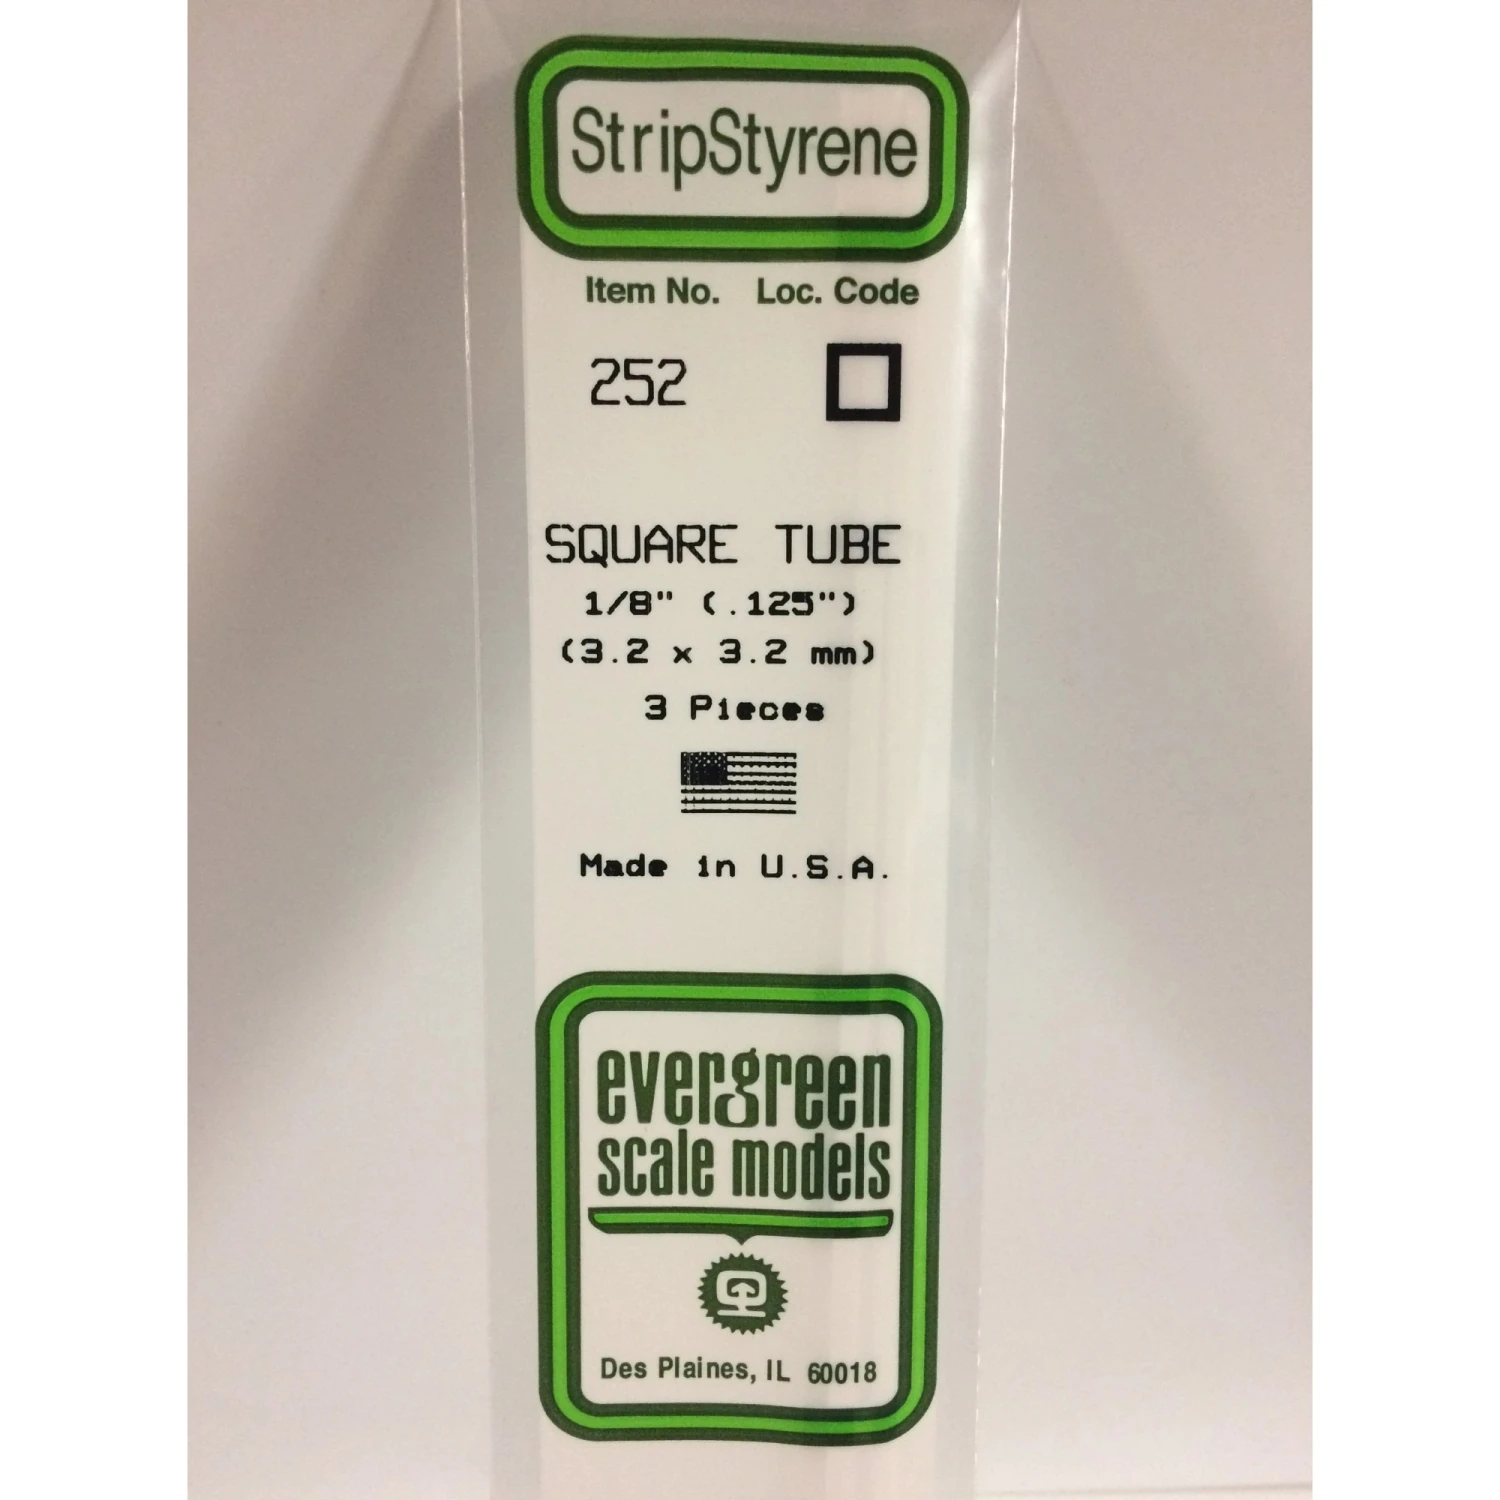 StripStyrene
Item No. Loc. Code
252
SQUARE TUBE
1/8" (.125")
(3.2 x 3.2 mm)
3 Pieces
Made in U.S.A.
evergreen
scale models
Des Plaines, IL 60018